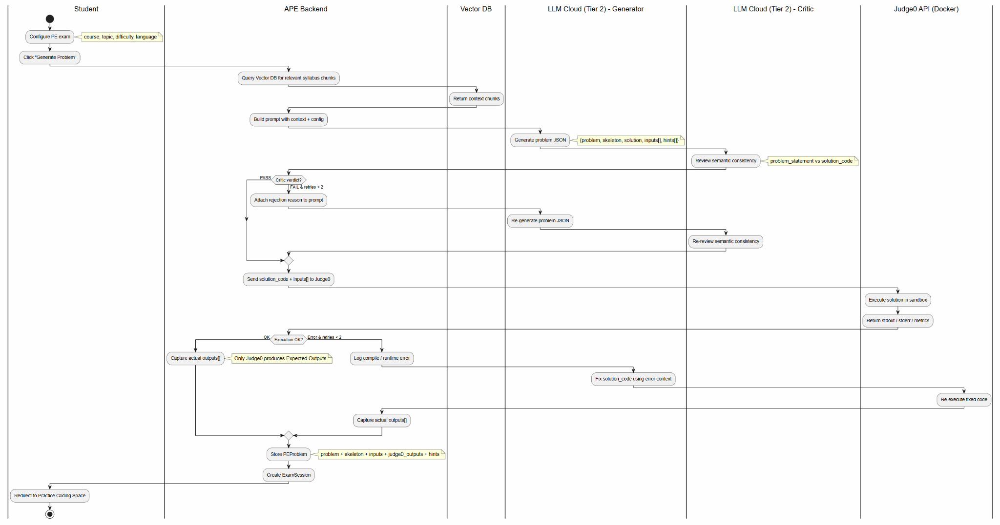 Student
APE Backend
Vector DB
LLM Cloud (Tier 2) - Generator
LLM Cloud (Tier 2) - Critic
Judge0 API (Docker)
Configure PE exam
course, topic, difficulty, language
Click "Generate Problem"
Query Vector DB for relevant syllabus chunks
Return context chunks
Build prompt with context + config
Generate problem JSON
{problem, skeleton, solution, inputs[], hints[]}
Review semantic consistency
problem_statement vs solution_code
PASS
Critic verdict?
FAIL & retries < 2
Attach rejection reason to prompt
Re-generate problem JSON
Re-review semantic consistency
Send solution_code + inputs[] to Judge0
Execute solution in sandbox
Return stdout / stderr / metrics
OK
Execution OK?
Error & retries < 2
Capture actual outputs[]
Only Judge0 produces Expected Outputs
Log compile / runtime error
Fix solution_code using error context
Re-execute fixed code
Capture actual outputs[]
Store PEProblem
problem + skeleton + inputs + judge0_outputs + hints
Create ExamSession
Redirect to Practice Coding Space